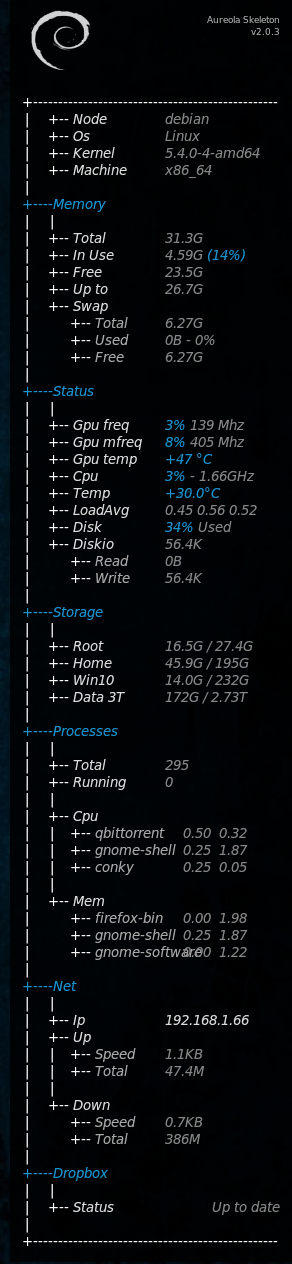 Aureola Skeleton
v2.0.3
+-------------------------------------------------
| +-- Node debian
| +-- Os Linux
| +-- Kernel 5.4.0-4-amd64
| +-- Machine x86_64
|
+----Memory
| |
| +-- Total 31.3G
| +-- In Use 4.59G (14%)
| +-- Free 23.5G
| +-- Up to 26.7G
| +-- Swap
| +-- Total 6.27G
| +-- Used 0B - 0%
| +-- Free 6.27G
|
+----Status
| |
| +-- Gpu freq 3% 139 Mhz
| +-- Gpu mfreq 8% 405 Mhz
| +-- Gpu temp +47 °C
| +-- Cpu 3% - 1.66GHz
| +-- Temp +30.0°C
| +-- LoadAvg 0.45 0.56 0.52
| +-- Disk 34% Used
| +-- Diskio 56.4K
| +-- Read 0B
| +-- Write 56.4K
|
+----Storage
| |
| +-- Root 16.5G / 27.4G
| +-- Home 45.9G / 195G
| +-- Win10 14.0G / 232G
| +-- Data 3T 172G / 2.73T
|
+----Processes
| |
| +-- Total 295
| +-- Running 0
| |
| +-- Cpu
| | +-- qbittorrent 0.50 0.32
| | +-- gnome-shell 0.25 1.87
| | +-- conky 0.25 0.05
| |
| +-- Mem
| +-- firefox-bin 0.00 1.98
| +-- gnome-shell 0.25 1.87
| +-- gnome-software 0.00 1.22
|
+----Net
| |
| +-- Ip 192.168.1.66
| +-- Up
| | +-- Speed 1.1KB
| | +-- Total 47.4M
| |
| +-- Down
| +-- Speed 0.7KB
| +-- Total 386M
|
+----Dropbox
| |
| +-- Status Up to date
|
+-------------------------------------------------